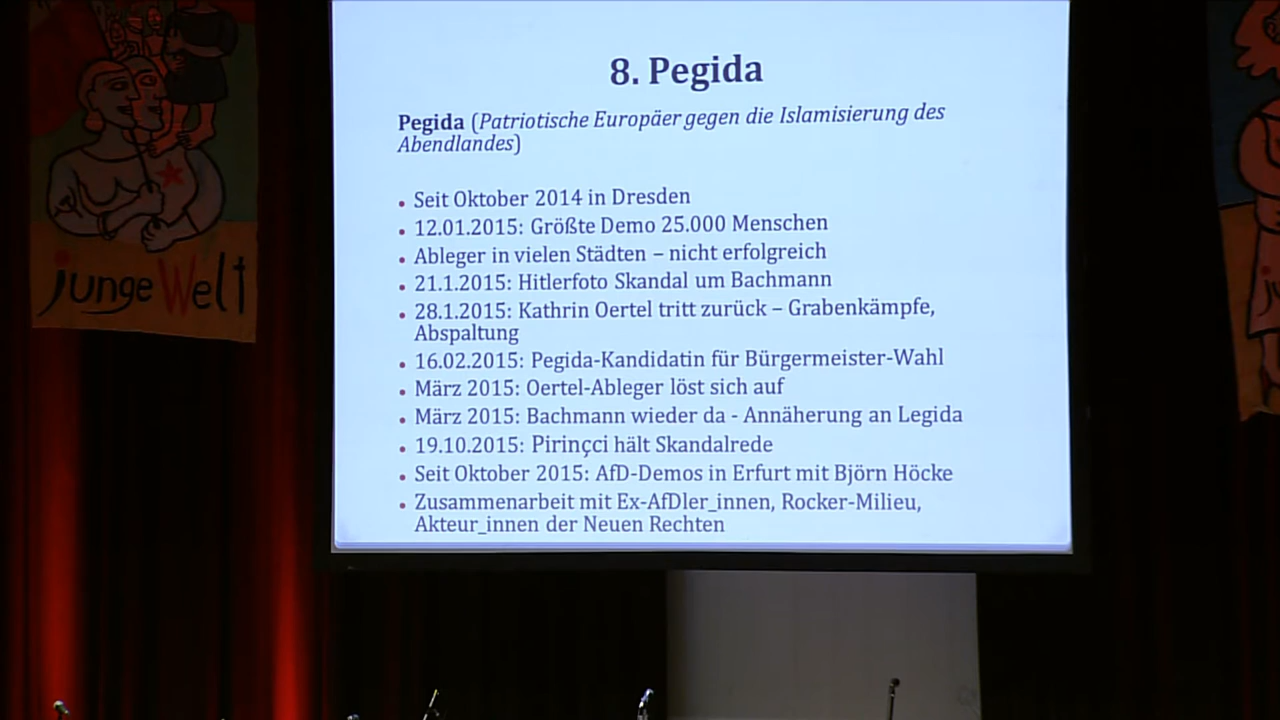 8. Pegida
Pegida (Patriotische Europäer gegen die Islamisierung des
Abendlandes)
• Seit Oktober 2014 in Dresden
• 12.01.2015: Größte Demo 25.000 Menschen
• Ableger in vielen Städten – nicht erfolgreich
• 21.1.2015: Hitlerfoto Skandal um Bachmann
• 28.1.2015: Kathrin Oertel tritt zurück – Grabenkämpfe,
Abspaltung
• 16.02.2015: Pegida-Kandidatin für Bürgermeister-Wahl
• März 2015: Oertel-Ableger löst sich auf
• März 2015: Bachmann wieder da - Annäherung an Legida
• 19.10.2015: Pirinçci hält Skandalrede
• Seit Oktober 2015: AfD-Demos in Erfurt mit Björn Höcke
• Zusammenarbeit mit Ex-AfDler_innen, Rocker-Milieu,
Akteur_innen der Neuen Rechten
junge Welt